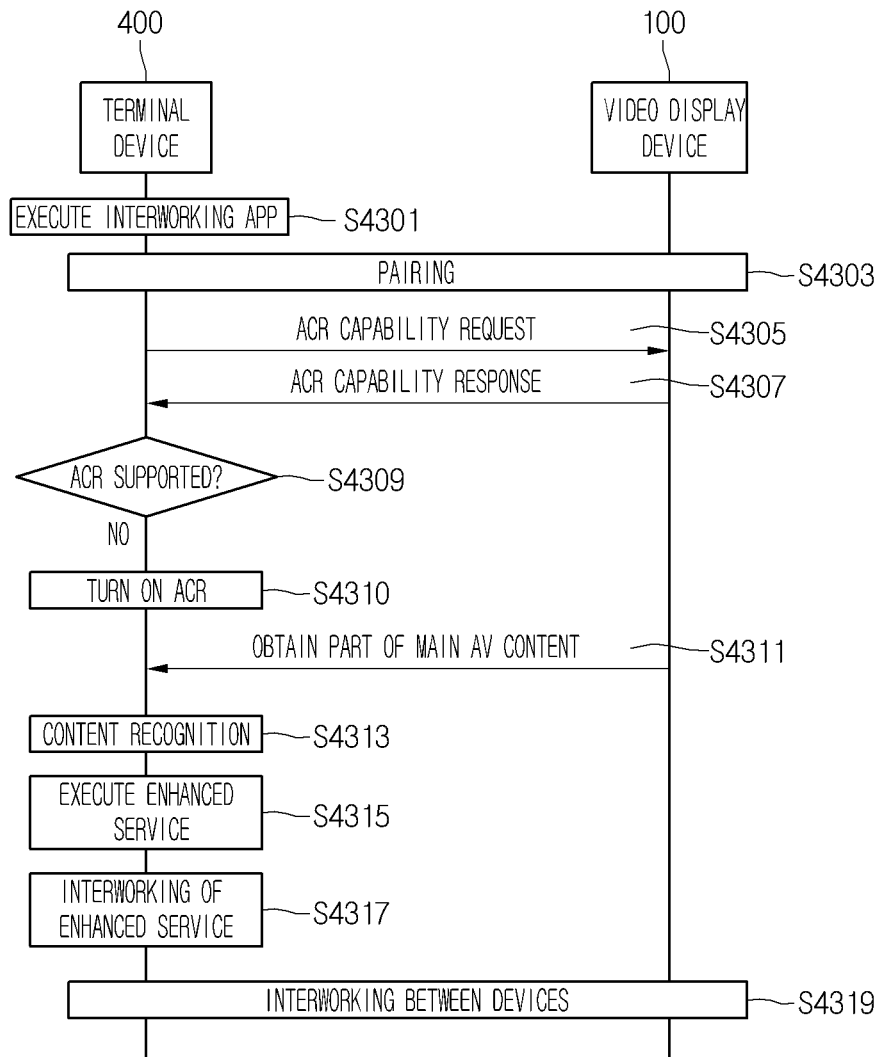 400
100
TERMINAL
DEVICE
VIDEO DISPLAY
DEVICE
EXECUTE INTERWORKING APP
S4301
PAIRING
S4303
ACR CAPABILITY REQUEST
S4305
ACR CAPABILITY RESPONSE
S4307
ACR SUPPORTED?
S4309
NO
TURN ON ACR
S4310
OBTAIN PART OF MAIN AV CONTENT
S4311
CONTENT RECOGNITION
S4313
EXECUTE ENHANCED
SERVICE
S4315
INTERWORKING OF
ENHANCED SERVICE
S4317
INTERWORKING BETWEEN DEVICES
S4319